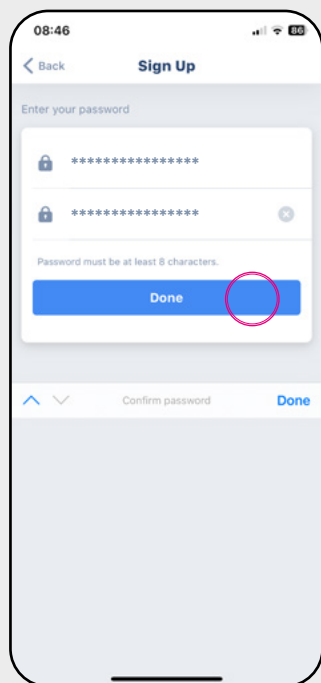 08:46
86
Back
Sign Up
Enter your password
****************
****************
Password must be at least 8 characters.
Done
Confirm password
Done